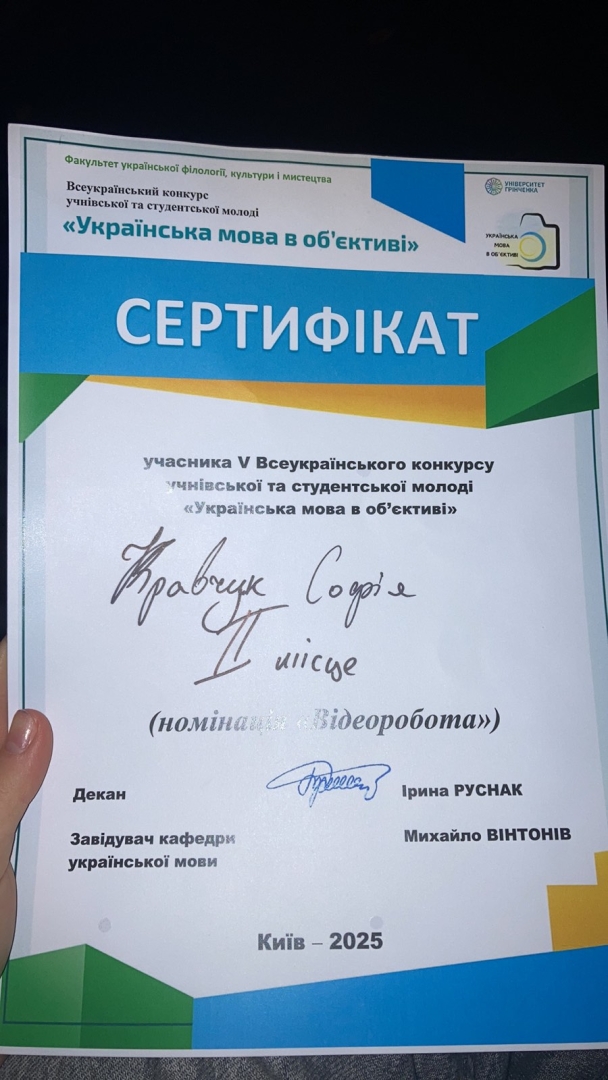 Факультет української філології, культури і мистецтва
Всеукраїнський конкурс
учнівської та студентської молоді
«Українська мова в об'єктиві»
УНІВЕРСИТЕТ
ГРІНЧЕНКА
УКРАЇНСЬКА
МОВА
В ОБ'ЄКТИВІ
СЕРТИФІКАТ
учасника V Всеукраїнського конкурсу
учнівської та студентської молоді
«Українська мова в об'єктиві»
Кравчук Софія
II місце
(номінація «Відеоробота»)
Декан
Ірина РУСНАК
Завідувач кафедри
української мови
Михайло ВІНТОНІВ
Київ – 2025